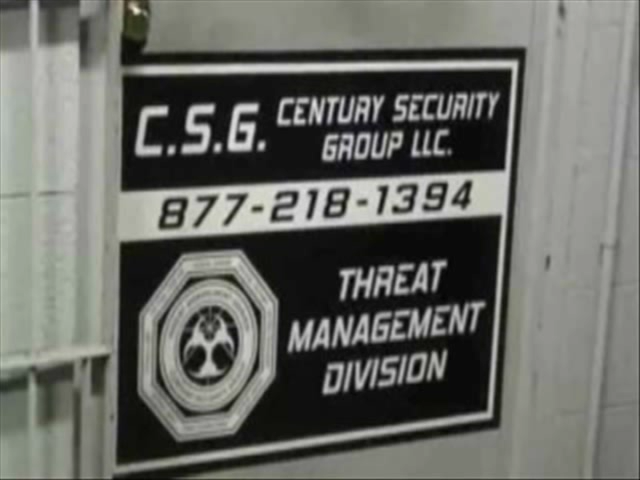 C.S.G. CENTURY SECURITY
GROUP LLC.
877-218-1394
THREAT
MANAGEMENT
DIVISION